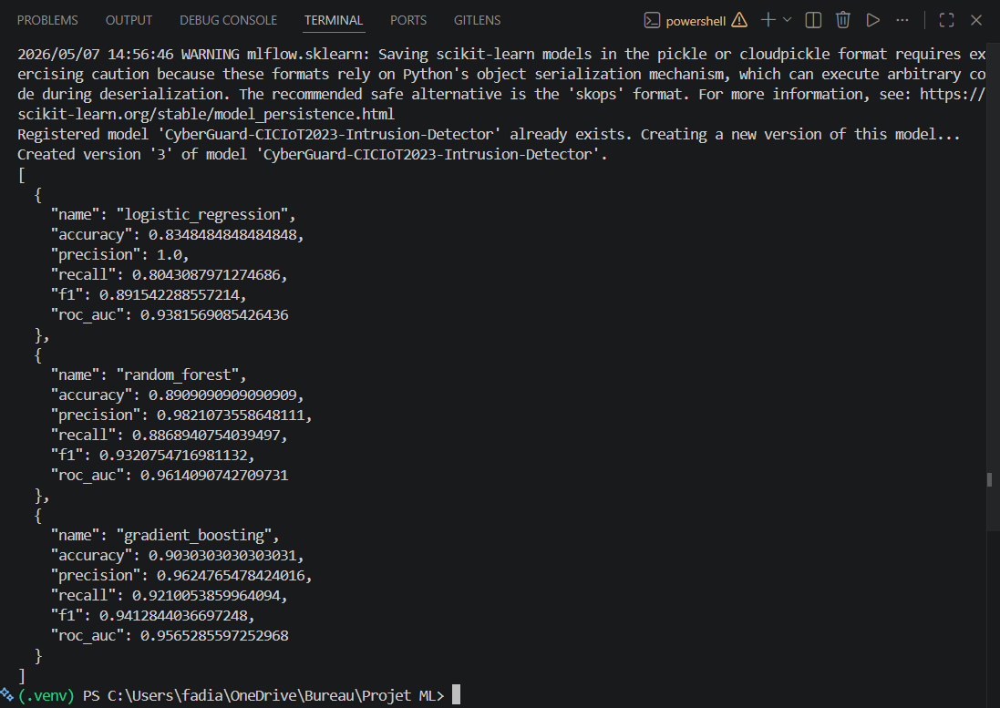 PROBLEMS OUTPUT DEBUG CONSOLE TERMINAL PORTS GITLENS powershell
2026/05/07 14:56:46 WARNING mlflow.sklearn: Saving scikit-learn models in the pickle or cloudpickle format requires ex
ercising caution because these formats rely on Python's object serialization mechanism, which can execute arbitrary co
de during deserialization. The recommended safe alternative is the 'skops' format. For more information, see: https://
scikit-learn.org/stable/model_persistence.html
Registered model 'CyberGuard-CICIoT2023-Intrusion-Detector' already exists. Creating a new version of this model...
Created version '3' of model 'CyberGuard-CICIoT2023-Intrusion-Detector'.
[
  {
    "name": "logistic_regression",
    "accuracy": 0.8348484848484848,
    "precision": 1.0,
    "recall": 0.8043087971274686,
    "f1": 0.891542288557214,
    "roc_auc": 0.9381569085426436
  },
  {
    "name": "random_forest",
    "accuracy": 0.8909090909090909,
    "precision": 0.9821073558648111,
    "recall": 0.8868940754039497,
    "f1": 0.9320754716981132,
    "roc_auc": 0.9614090742709731
  },
  {
    "name": "gradient_boosting",
    "accuracy": 0.9030303030303031,
    "precision": 0.9624765478424016,
    "recall": 0.9210053859964094,
    "f1": 0.9412844036697248,
    "roc_auc": 0.9565285597252968
  }
]
(.venv) PS C:\Users\fadia\OneDrive\Bureau\Projet ML>